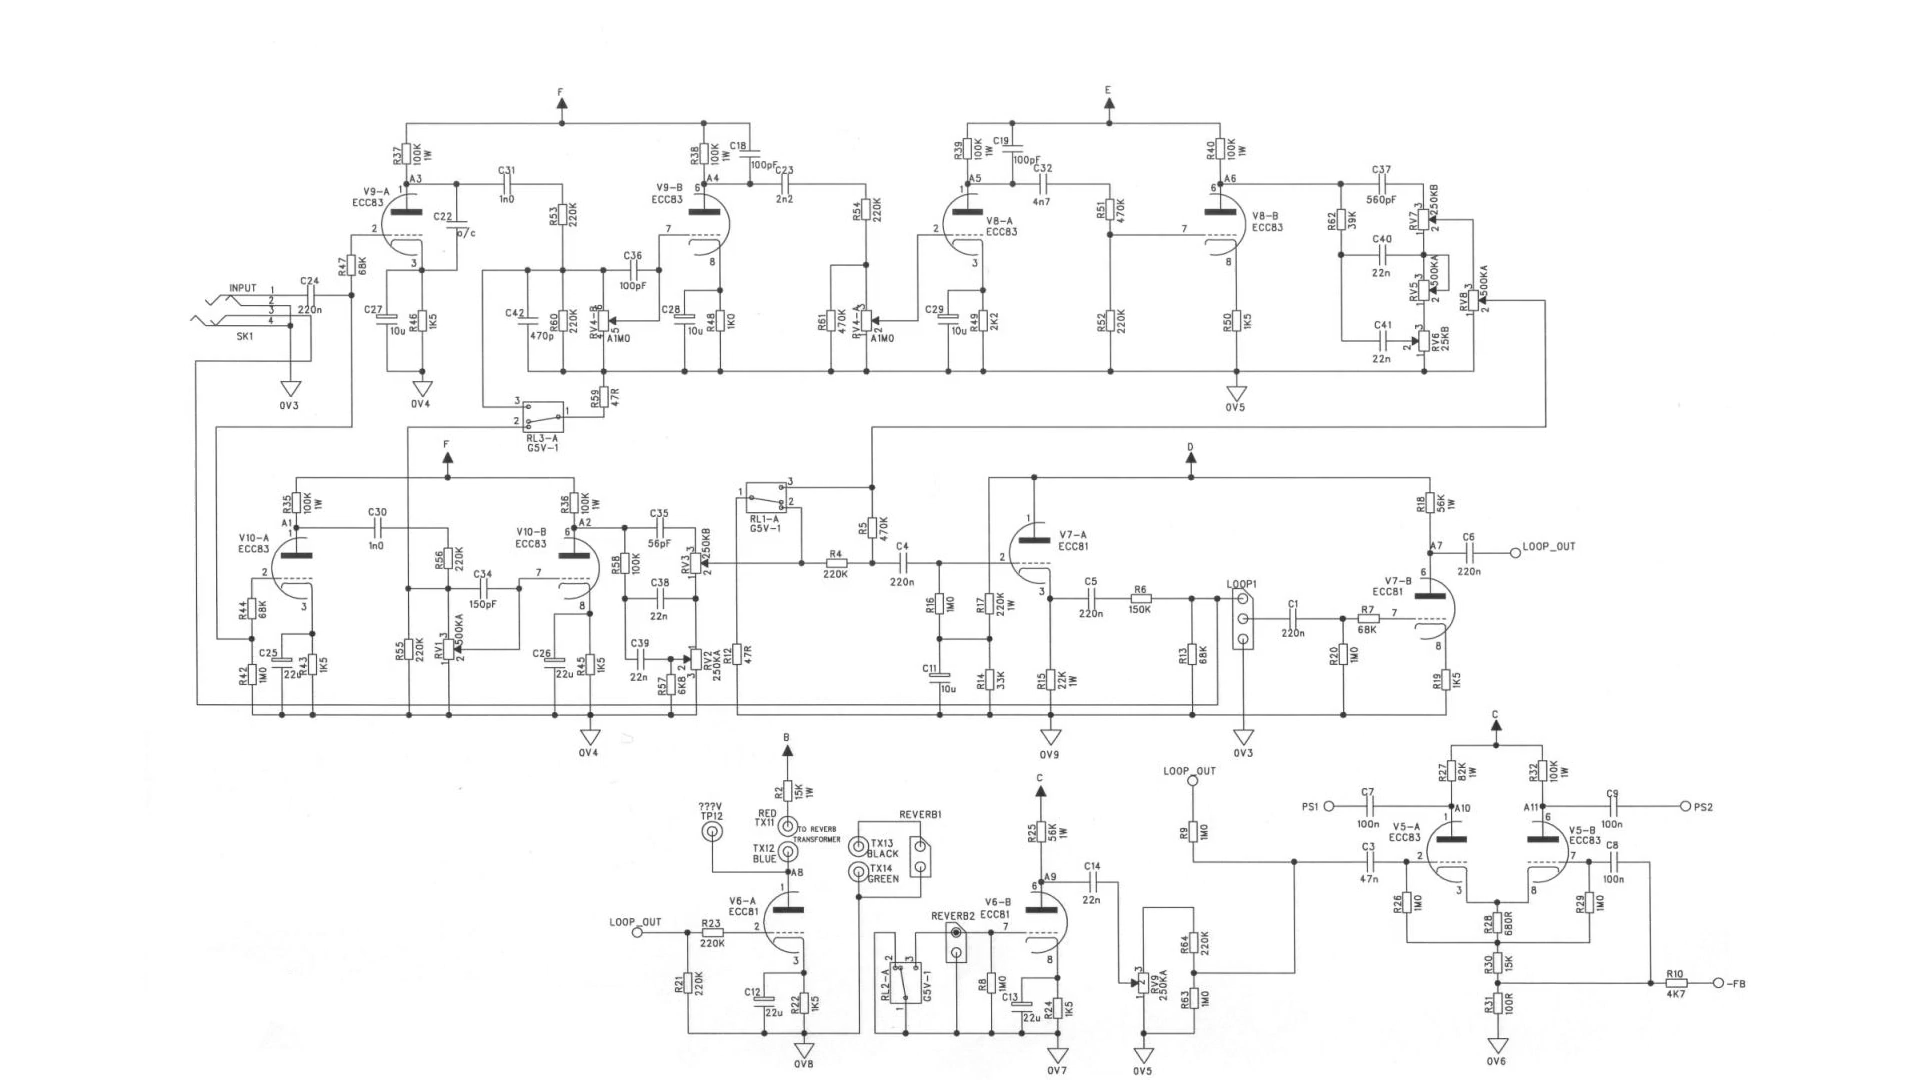 F
E
R37 100K 1W
A3
C31
1n0
R38 100K 1W
C18
100pF
C23
2n2
A4
V9-A
ECC83
V9-B
ECC83
C22
o/c
R53 220K
R54 220K
R39 100K 1W
C19
100pF
C32
4n7
A5
V8-A
ECC83
R51 470K
R40 100K 1W
A6
V8-B
ECC83
C37
560pF
R62 39K
RV7 250KB
C40
22n
RV5 500KA
RV8 500KA
C41
22n
RV6 25KB
R47 68K
INPUT
SK1
C24
220n
0V3
C27
10u
R46 1K5
0V4
C42
470p
R60 220K
RV4-B
A1M0
C36
100pF
C28
10u
R48 1K0
R61 470K
RV4-A
A1M0
C29
10u
R49 2K2
R52 220K
R50 1K5
0V5
R59 47R
RL3-A
G5V-1
F
D
R35 100K 1W
A1
C30
1n0
V10-A
ECC83
R56 220K
C34
150pF
R36 100K 1W
A2
V10-B
ECC83
C35
56pF
R58 100K
RV3 250KB
C38
22n
C39
22n
R57 6K8
RV2 250KA
R44 68K
R42 1M0
C25
22u
R43 1K5
R55 220K
RV1 500KA
C26
22u
R45 1K5
0V4
RL1-A
G5V-1
R12 47R
R4
220K
R5 470K
C4
220n
R16 1M0
C11
10u
R17 220K 1W
R14 33K
V7-A
ECC81
R15 22K 1W
0V9
C5
220n
R6
150K
R13 68K
LOOP1
0V3
C1
220n
R20 1M0
R7
68K
R18 56K 1W
A7
C6
220n
LOOP_OUT
V7-B
ECC81
R19 1K5
B
R2 15K 1W
???V
TP12
RED
TX11
TO REVERB
TRANSFORMER
TX12
BLUE
A8
V6-A
ECC81
LOOP_OUT
R23
220K
R21 220K
C12
22u
R22 1K5
0V8
REVERB1
TX13
BLACK
TX14
GREEN
REVERB2
RL2-A
G5V-1
R8 1M0
C
R25 56K 1W
A9
V6-B
ECC81
C14
22n
C13
22u
R24 1K5
0V7
LOOP_OUT
R9 1M0
RV9 250KA
R64 220K
R63 1M0
0V5
C
R27 82K 1W
R32 100K 1W
PS1
C7
100n
A10
A11
C9
100n
PS2
V5-A
ECC83
V5-B
ECC83
C3
47n
C8
100n
R26 1M0
R28 680R
R29 1M0
R30 15K
R31 100R
R10
4K7
-FB
0V6